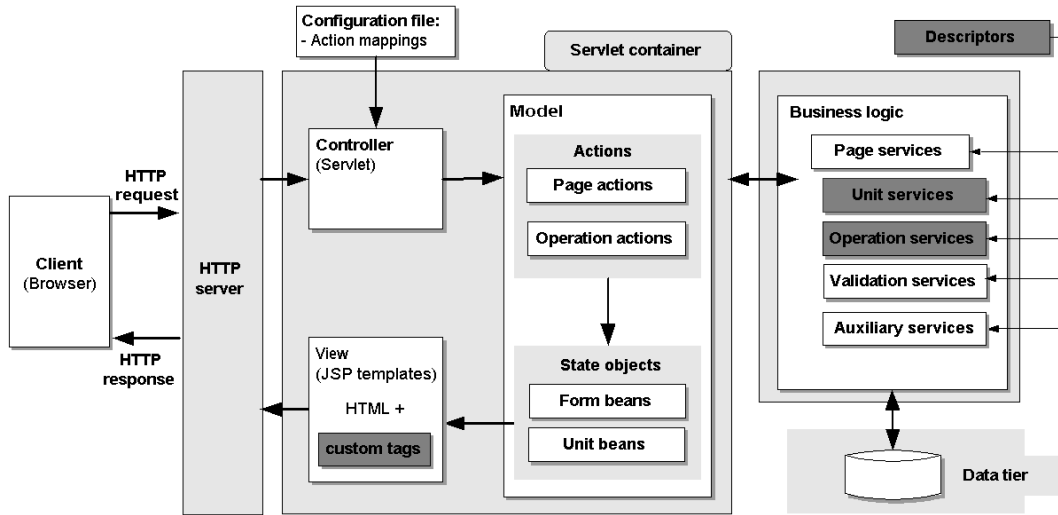 Configuration file:
- Action mappings
Servlet container
Descriptors
Model
Business logic
Controller
(Servlet)
Actions
Page services
HTTP
request
Page actions
Unit services
Operation actions
Operation services
Client
(Browser)
HTTP
server
Validation services
Auxiliary services
HTTP
response
View
(JSP templates)
State objects
HTML +
Form beans
custom tags
Unit beans
Data tier